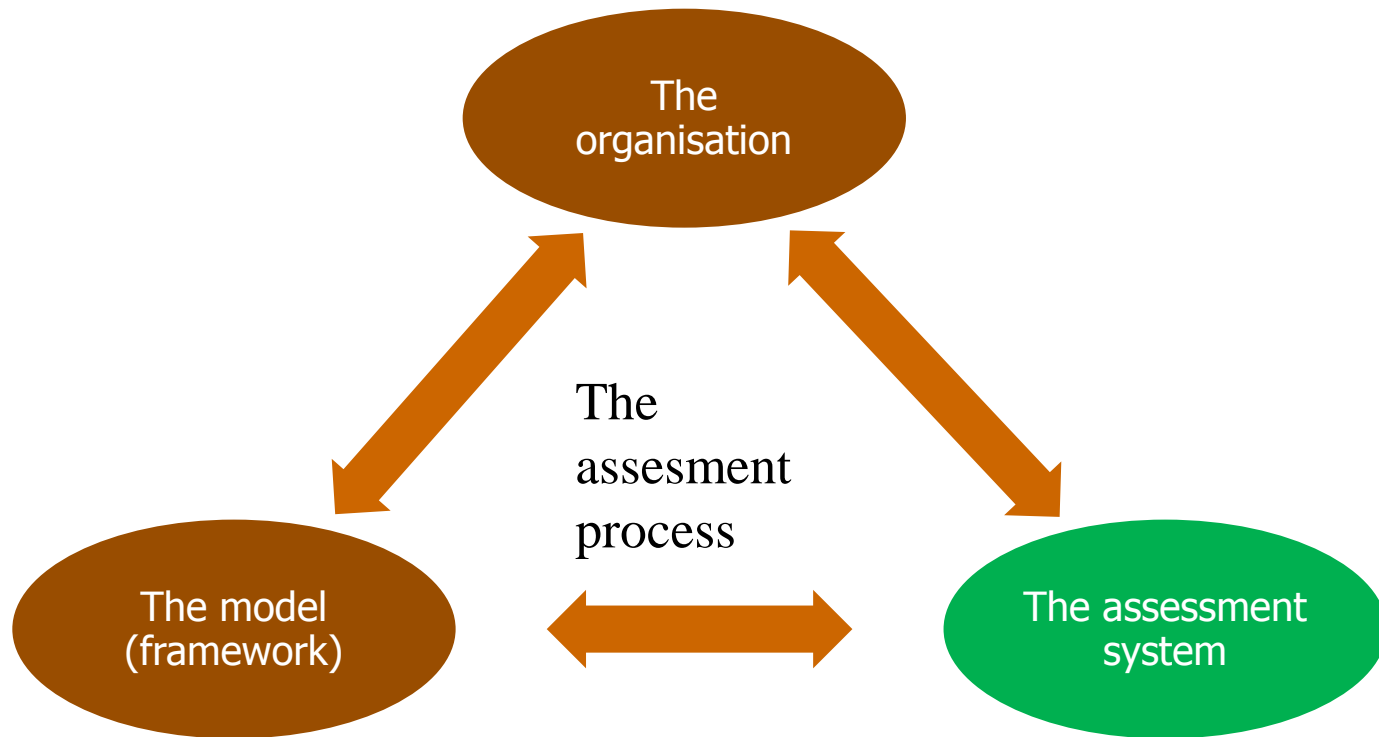 The
organisation
The
assesment
process
The model
(framework)
The assessment
system